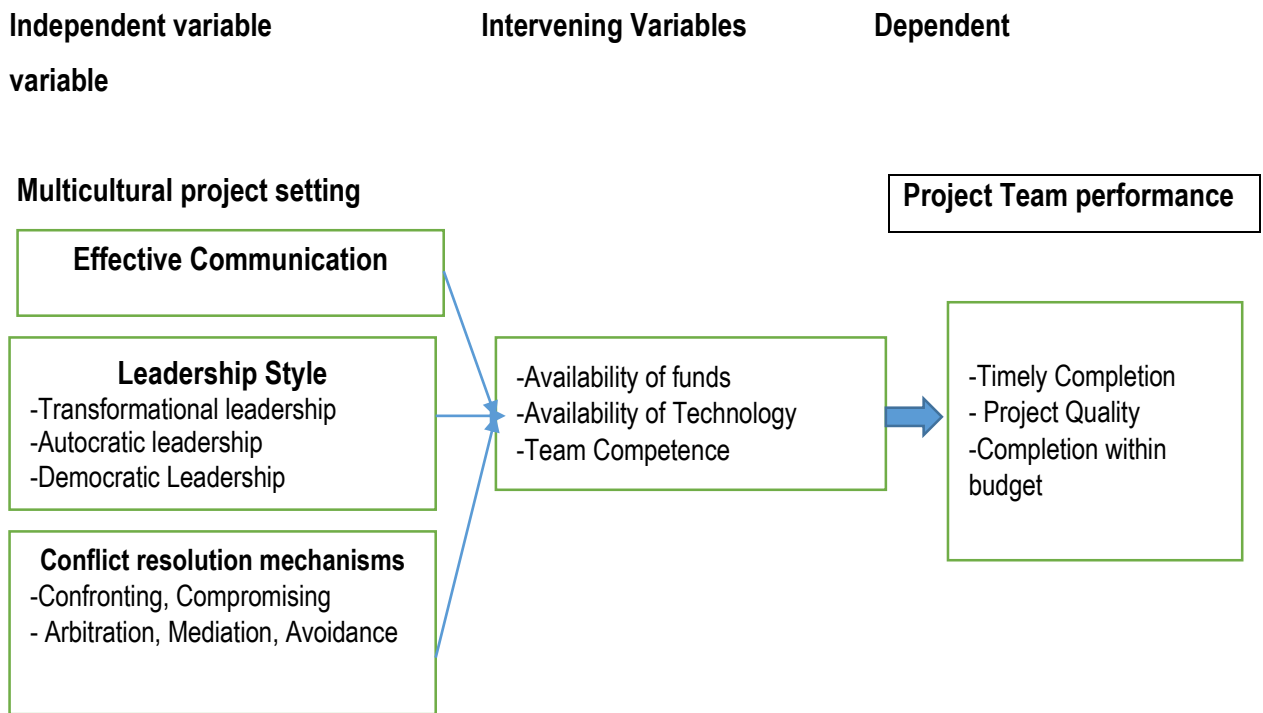 Independent variable Intervening Variables Dependent
variable
Multicultural project setting
Project Team performance
Effective Communication
Leadership Style
-Transformational leadership
-Autocratic leadership
-Democratic Leadership
Conflict resolution mechanisms
-Confronting, Compromising
- Arbitration, Mediation, Avoidance
-Availability of funds
-Availability of Technology
-Team Competence
-Timely Completion
- Project Quality
-Completion within
budget